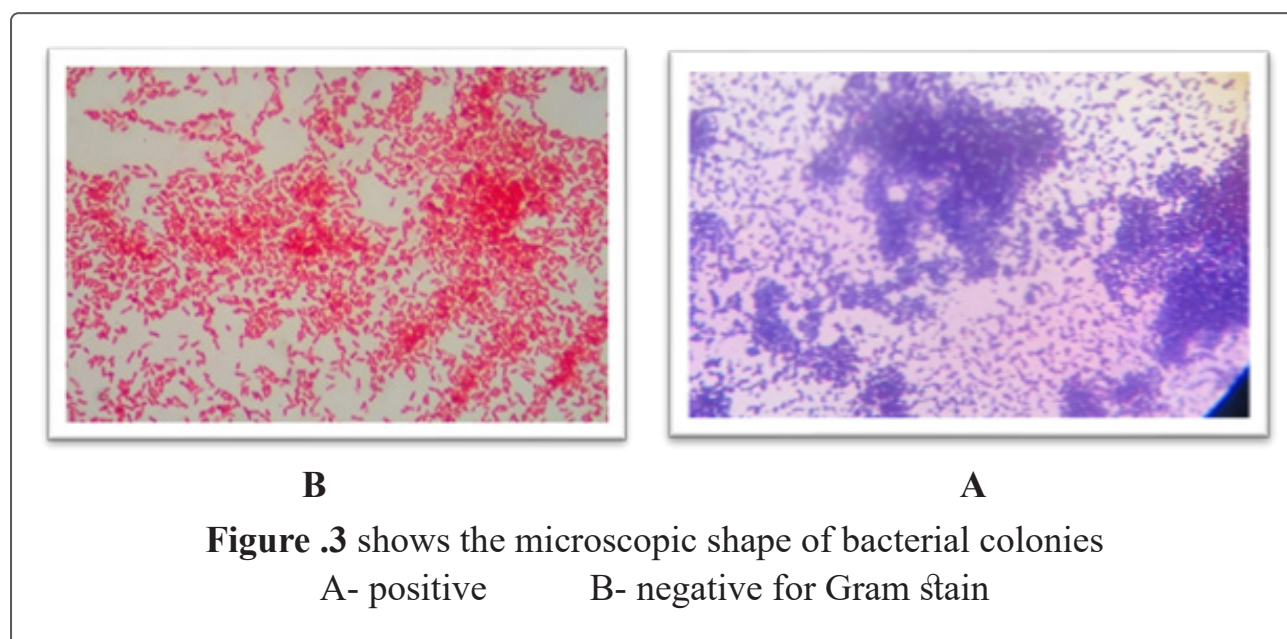 B A
Figure .3 shows the microscopic shape of bacterial colonies
A- positive B- negative for Gram stain